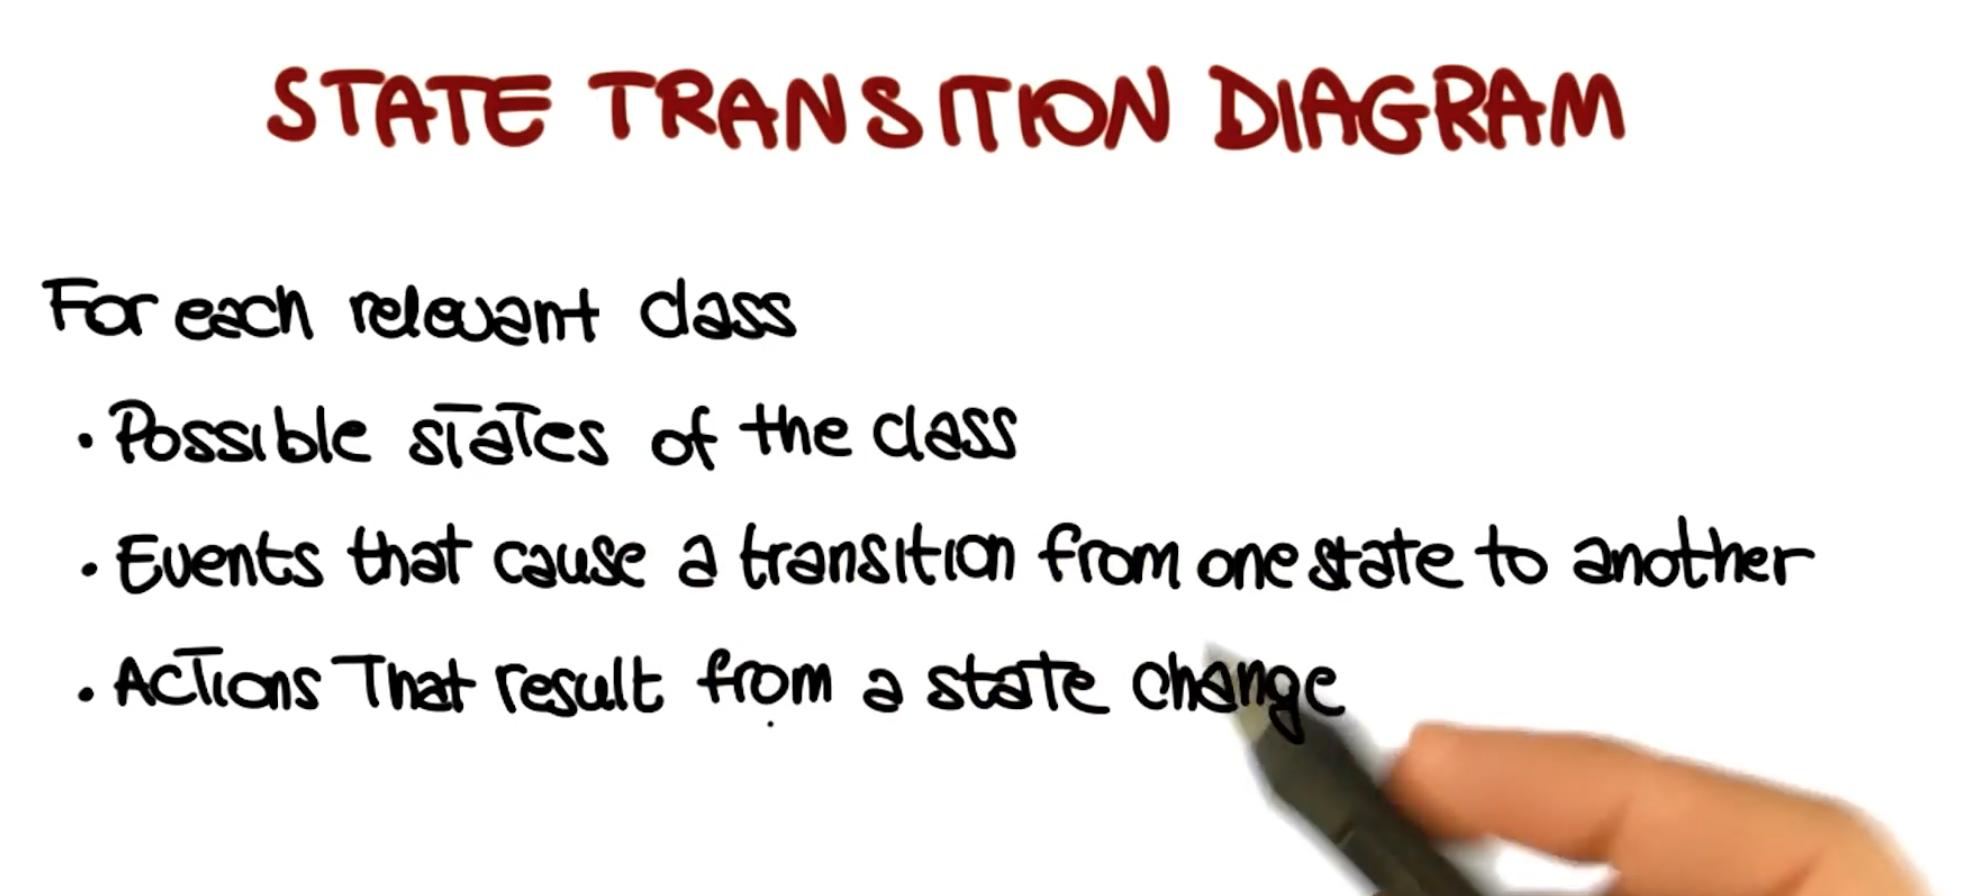 STATE TRANSITION DIAGRAM
For each relevant class
• Possible states of the class
• Events that cause a transition from one state to another
• Actions That result from a state change